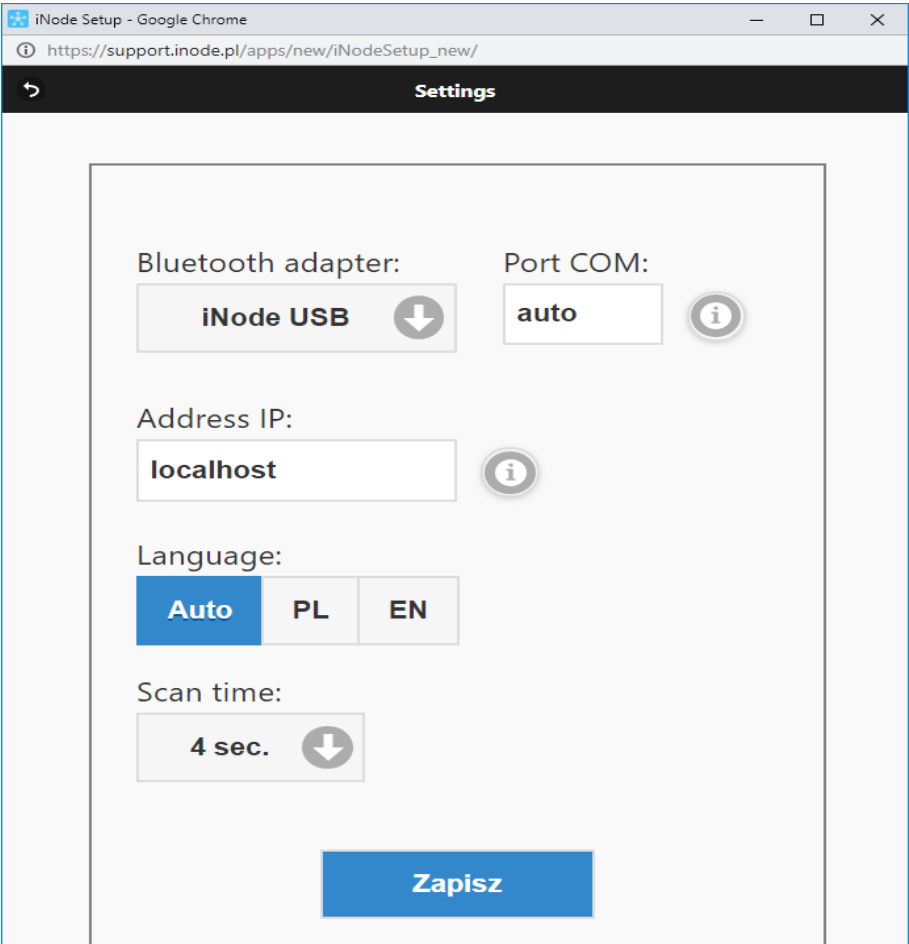 iNode Setup - Google Chrome
https://support.inode.pl/apps/new/iNodeSetup_new/
Settings
Bluetooth adapter: Port COM:
iNode USB auto
Address IP:
localhost
Language:
Auto PL EN
Scan time:
4 sec.
Zapisz